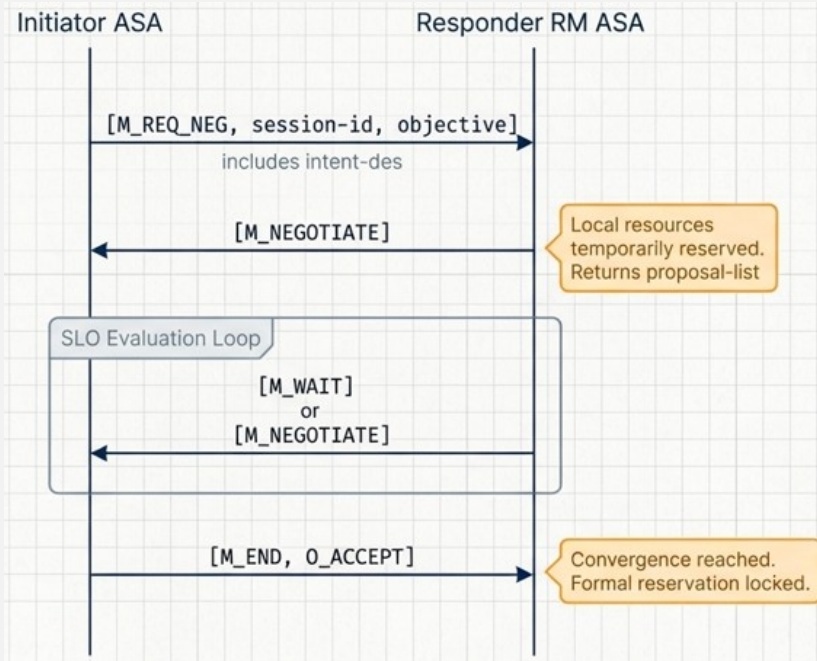 Initiator ASA
Responder RM ASA
[M_REQ_NEG, session-id, objective]
includes intent-des
[M_NEGOTIATE]
Local resources
temporarily reserved.
Returns proposal-list
SLO Evaluation Loop
[M_WAIT]
or
[M_NEGOTIATE]
[M_END, O_ACCEPT]
Convergence reached.
Formal reservation locked.